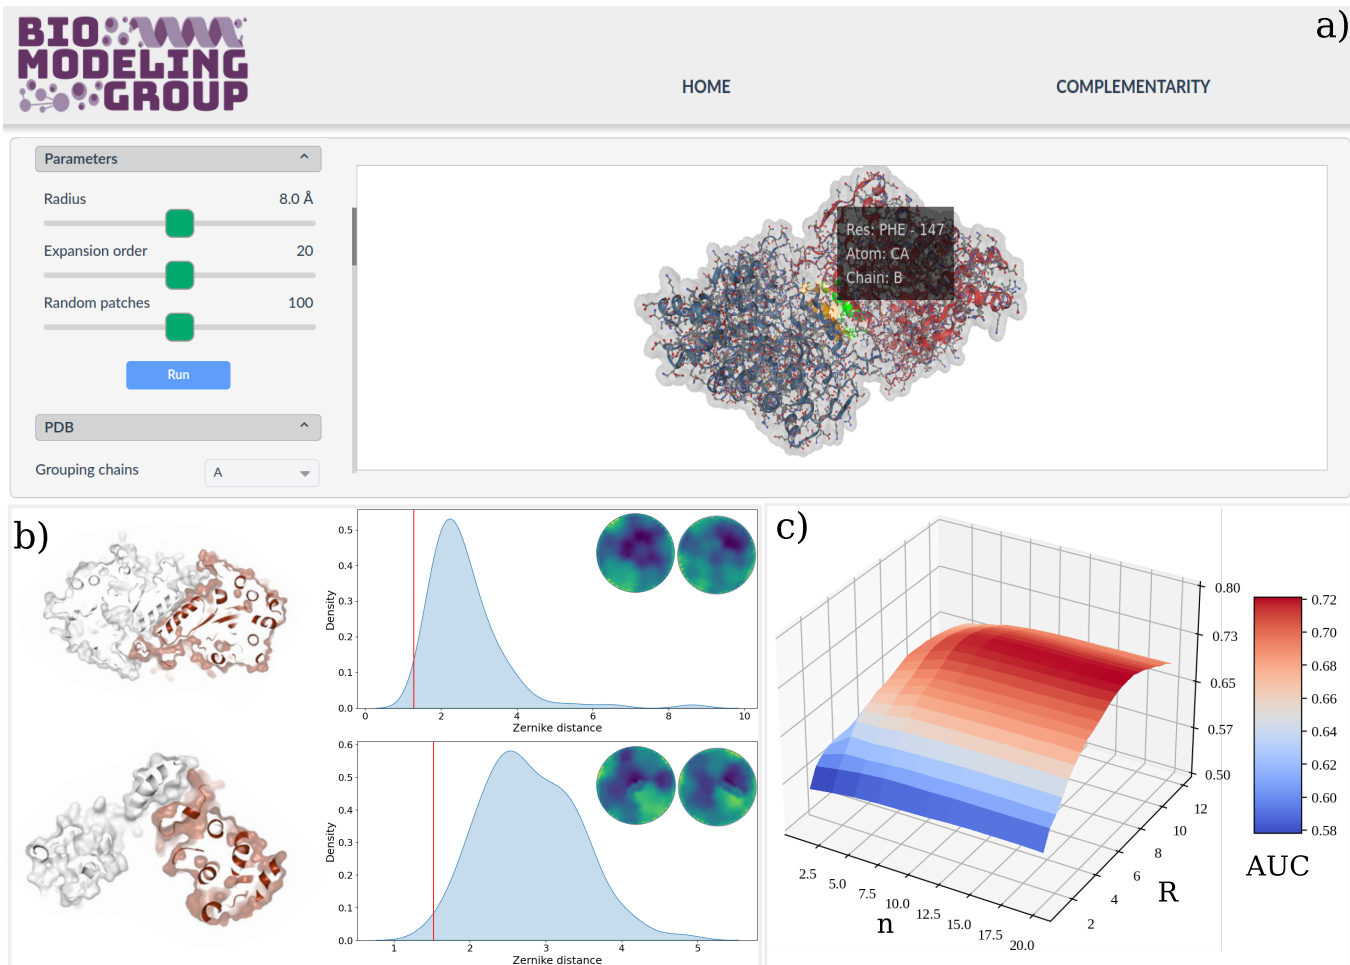 BIO
MODELING
GROUP
HOME
COMPLEMENTARITY
a)
Parameters
Radius 8.0 Å
Expansion order 20
Random patches 100
Run
PDB
Grouping chains A
Res: PHE - 147
Atom: CA
Chain: B
b)
Density
0.5
0.4
0.3
0.2
0.1
0.0
0 2 4 6 8 10
Zernike distance
Density
0.6
0.5
0.4
0.3
0.2
0.1
0.0
1 2 3 4 5
Zernike distance
c)
0.80
0.73
0.65
0.57
0.50
12
10
8
6
4
2
R
2.5
5.0
7.5
10.0
12.5
15.0
17.5
20.0
n
0.72
0.70
0.68
0.66
0.64
0.62
0.60
0.58
AUC